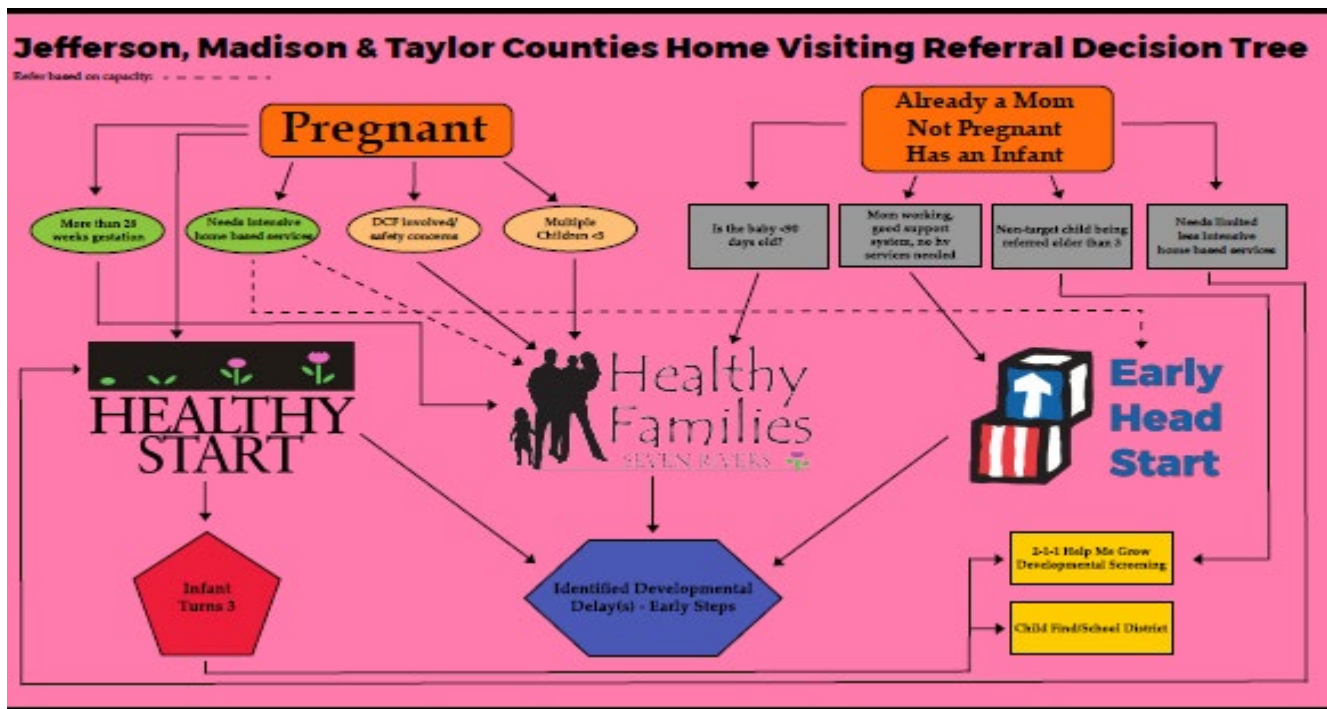 Jefferson, Madison & Taylor Counties Home Visiting Referral Decision Tree
Refer based on capacity:
Pregnant
Already a Mom
Not Pregnant
Has an Infant
More than 28
weeks gestation
Needs Intensive
home based services
DCF Involved/
safety concerns
Multiple
Children <5
Is the baby <90
days old?
Mom working,
good support
system, no hv
services needed
Non-target child being
referred older than 3
Needs limited
less intensive
home based services
HEALTHY
START
Healthy
Families
SEVEN RIVERS
Early
Head
Start
Infant
Turns 3
Identified Developmental
Delay(s) - Early Steps
2-1-1 Help Me Grow
Developmental Screening
Child Find/School District